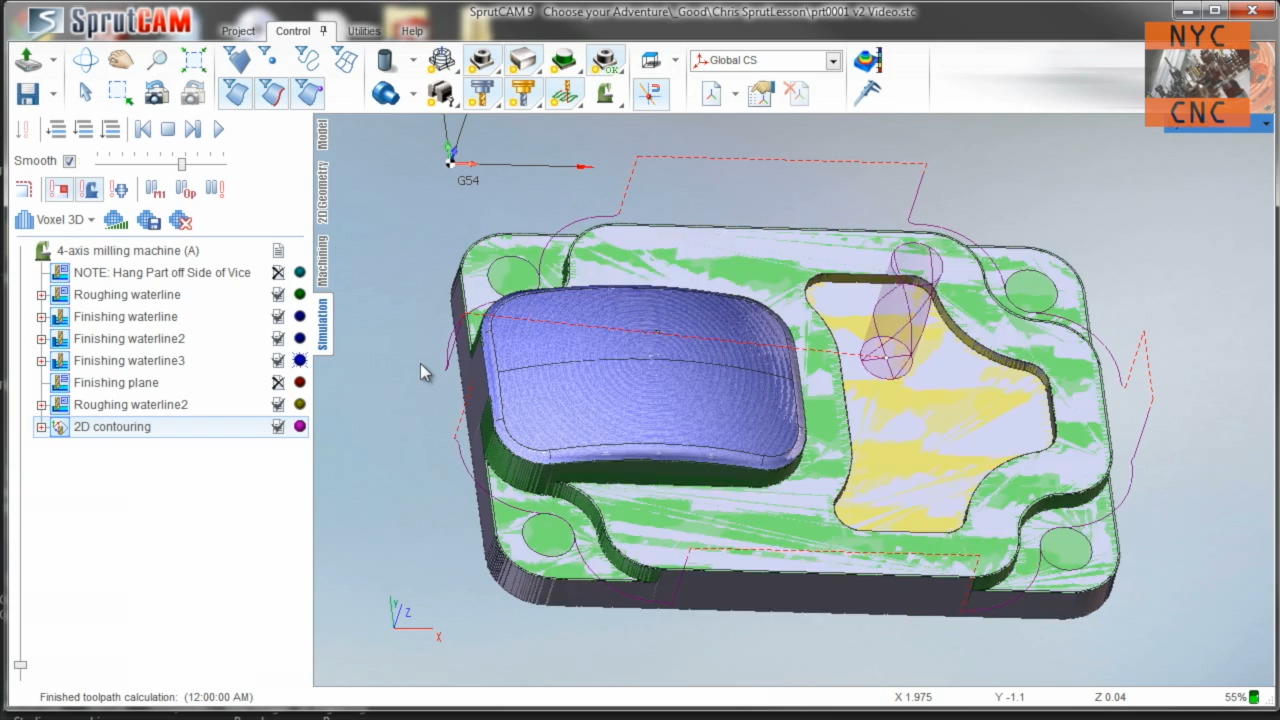 SprutCAM 9 - Choose your Adventure\_Good\Chris SprutLesson\prt0001 v2 Video.stc
SprutCAM
Project
Control
Utilities
Help
NYC
CNC
OK
Global CS
Smooth
M1
Op
Voxel 3D
Model
2D Geometry
Machining
Simulation
4-axis milling machine (A)
NOTE: Hang Part off Side of Vice
Roughing waterline
Finishing waterline
Finishing waterline2
Finishing waterline3
Finishing plane
Roughing waterline2
2D contouring
G54
Y
Z
X
Finished toolpath calculation: (12:00:00 AM)
X 1.975
Y -1.1
Z 0.04
55%